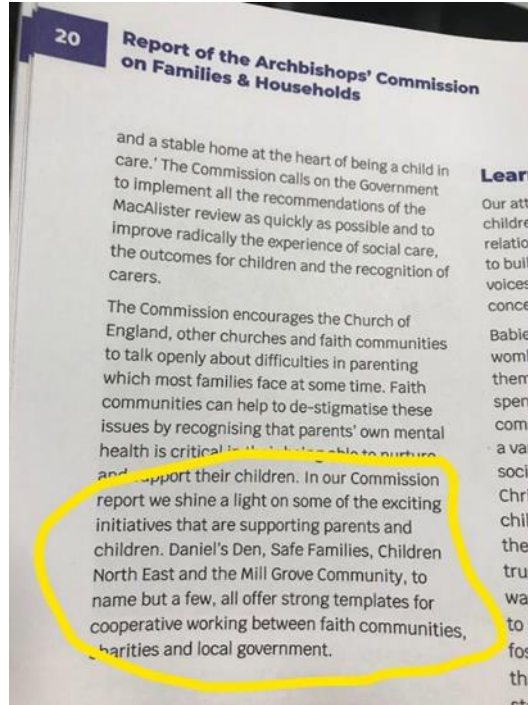 20
Report of the Archbishops' Commission
on Families & Households
and a stable home at the heart of being a child in
care.' The Commission calls on the Government
to implement all the recommendations of the
MacAlister review as quickly as possible and to
improve radically the experience of social care,
the outcomes for children and the recognition of
carers.
The Commission encourages the Church of
England, other churches and faith communities
to talk openly about difficulties in parenting
which most families face at some time. Faith
communities can help to de-stigmatise these
issues by recognising that parents' own mental
health is critical in their being able to nurture
and support their children. In our Commission
report we shine a light on some of the exciting
initiatives that are supporting parents and
children. Daniel's Den, Safe Families, Children
North East and the Mill Grove Community, to
name but a few, all offer strong templates for
cooperative working between faith communities,
charities and local government.
Lear
Our att
childre
relatio
to buil
voices
conce
Babie
wom
them
spen
com
a va
soci
Chr
chil
the
tru
wa
to
fos
th